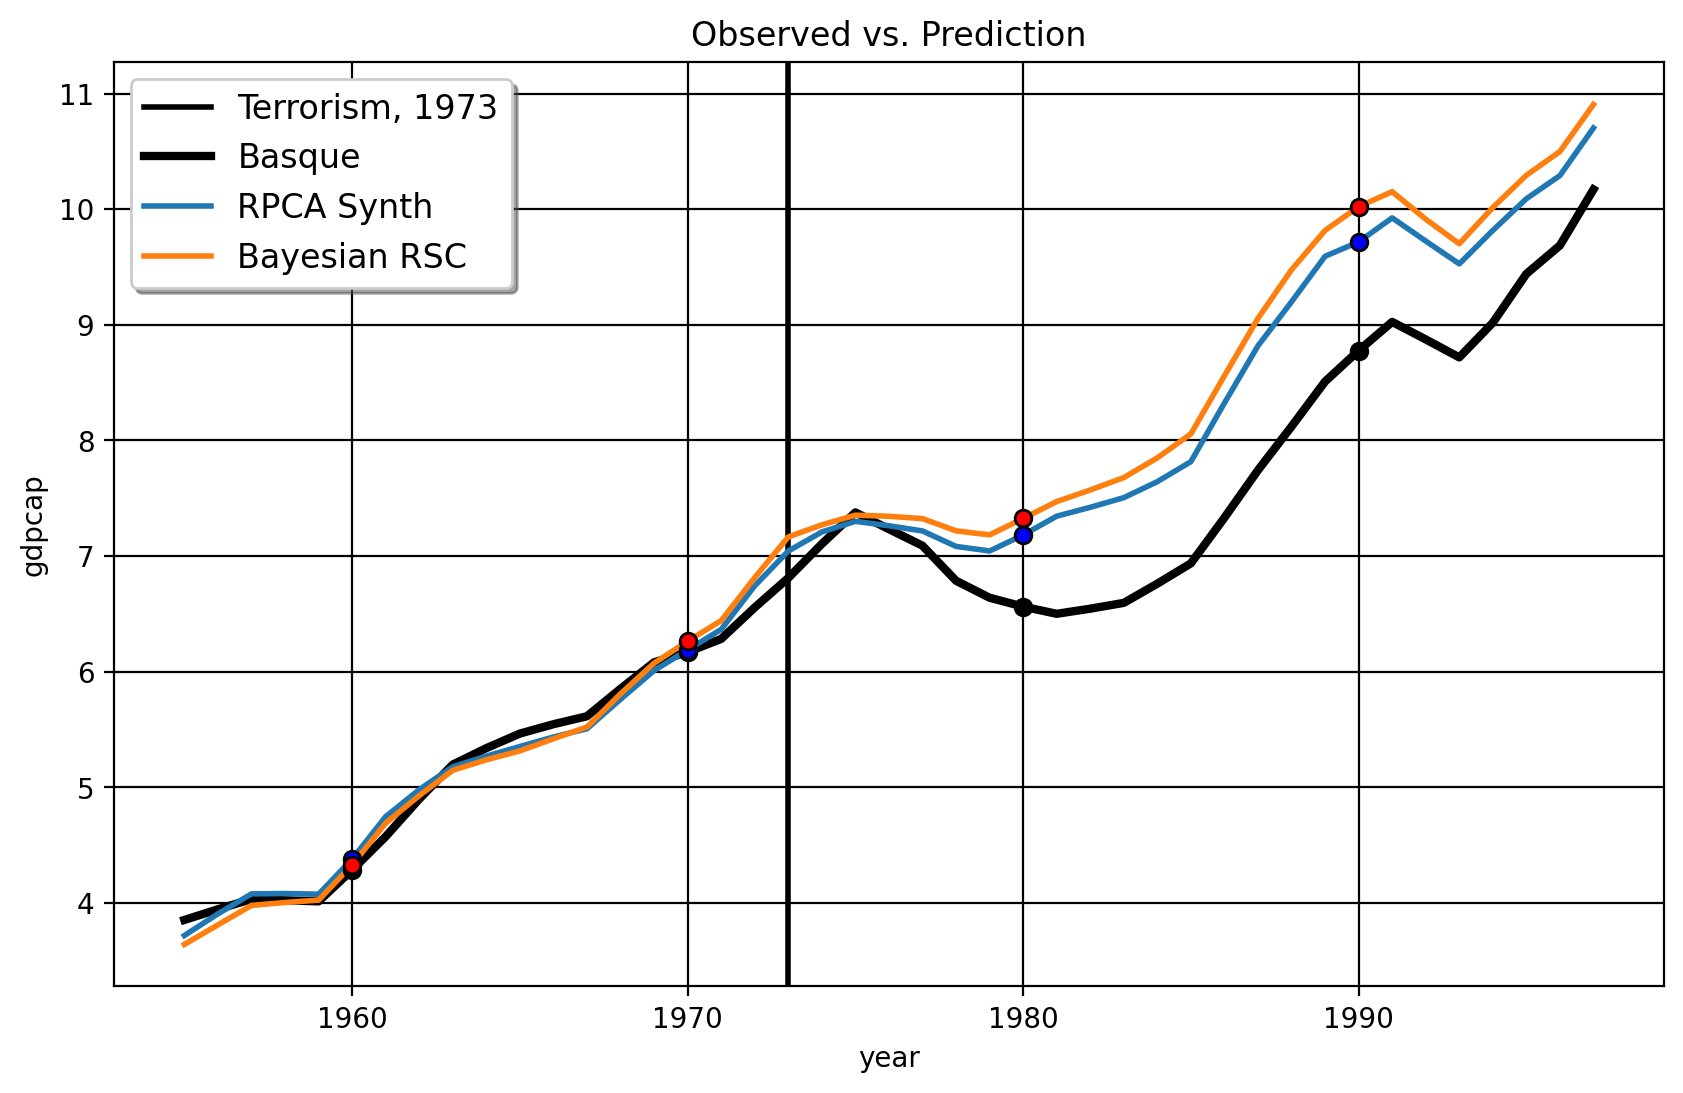 Observed vs. Prediction
Terrorism, 1973
Basque
RPCA Synth
Bayesian RSC
gdpcap
11
10
9
8
7
6
5
4
1960 1970 1980 1990
year